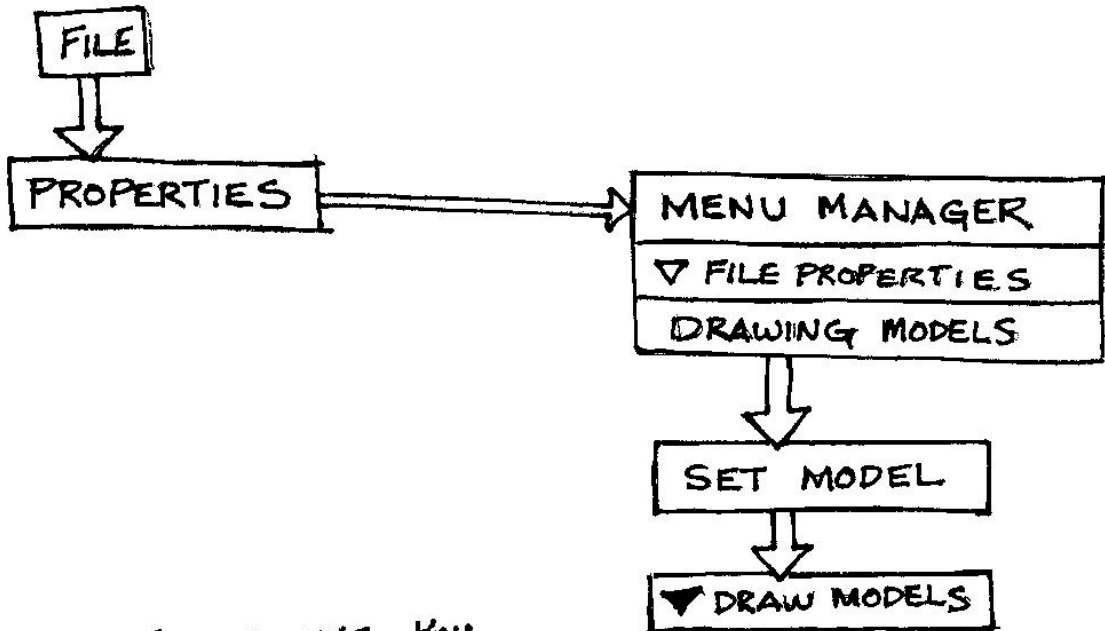 FILE
PROPERTIES
MENU MANAGER
▽ FILE PROPERTIES
DRAWING MODELS
SET MODEL
▼ DRAW MODELS